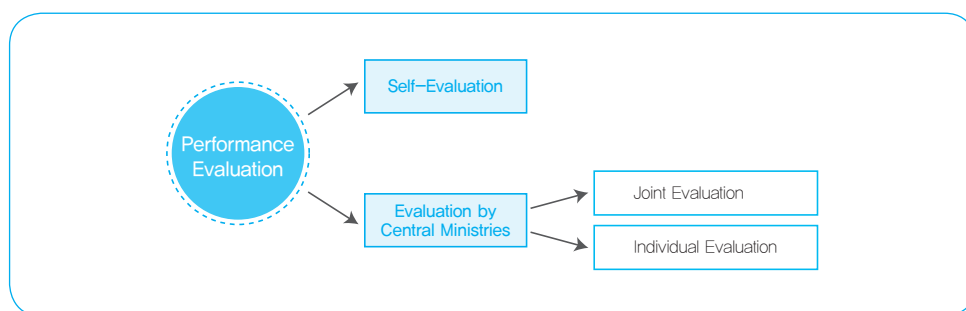 Performance
Evaluation
Self-Evaluation
Evaluation by
Central Ministries
Joint Evaluation
Individual Evaluation